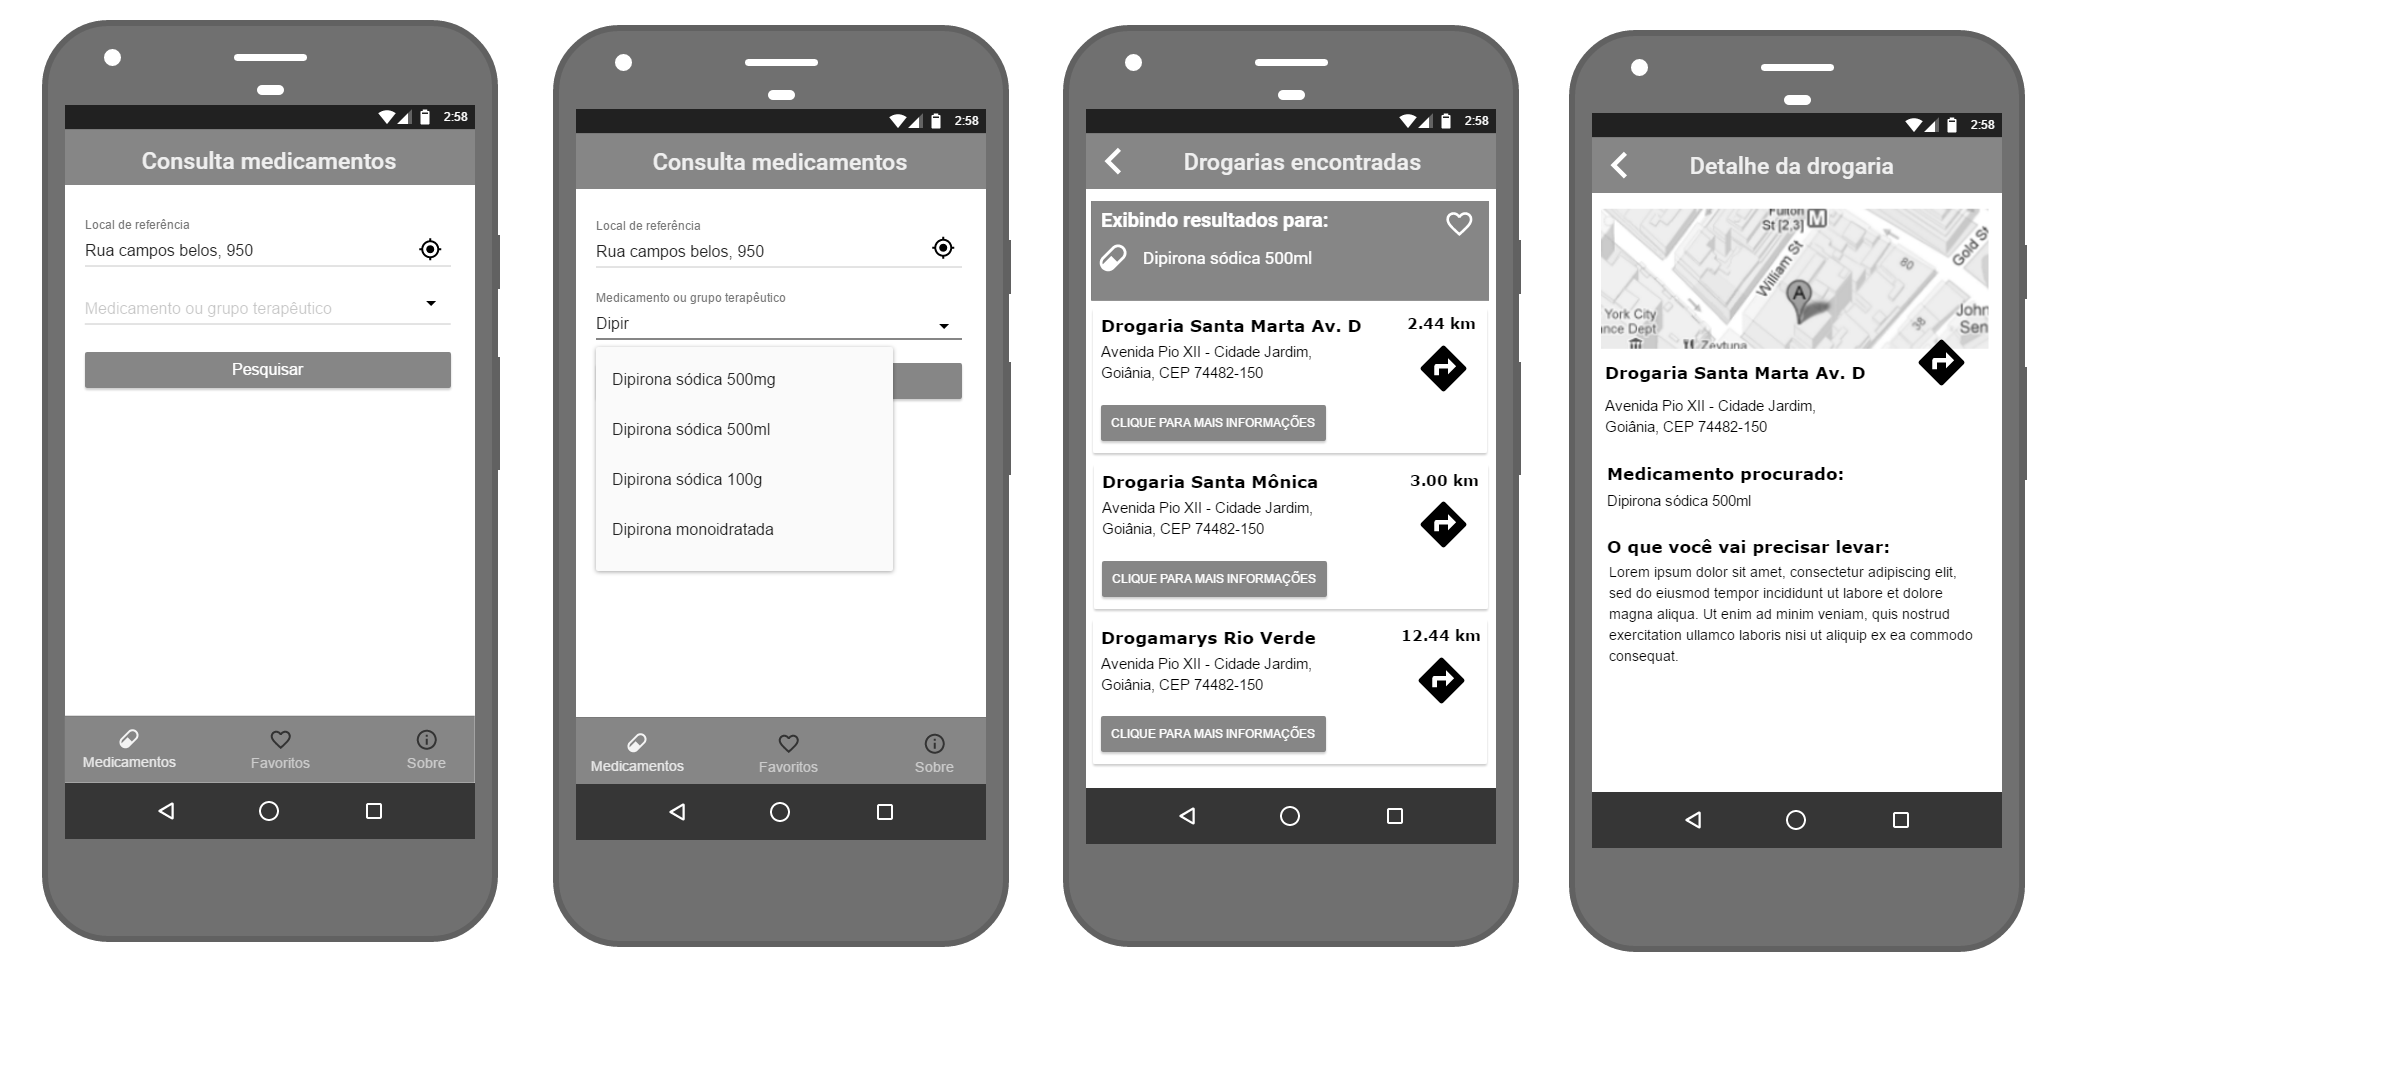 2:58
Consulta medicamentos
Local de referência
Rua campos belos, 950
Medicamento ou grupo terapêutico
Pesquisar
Medicamentos
Favoritos
Sobre
2:58
Consulta medicamentos
Local de referência
Rua campos belos, 950
Medicamento ou grupo terapêutico
Dipir
Dipirona sódica 500mg
Dipirona sódica 500ml
Dipirona sódica 100g
Dipirona monoidratada
Medicamentos
Favoritos
Sobre
2:58
Drogarias encontradas
Exibindo resultados para:
Dipirona sódica 500ml
Drogaria Santa Marta Av. D
2.44 km
Avenida Pio XII - Cidade Jardim,
Goiânia, CEP 74482-150
CLIQUE PARA MAIS INFORMAÇÕES
Drogaria Santa Mônica
3.00 km
Avenida Pio XII - Cidade Jardim,
Goiânia, CEP 74482-150
CLIQUE PARA MAIS INFORMAÇÕES
Drogamarys Rio Verde
12.44 km
Avenida Pio XII - Cidade Jardim,
Goiânia, CEP 74482-150
CLIQUE PARA MAIS INFORMAÇÕES
2:58
Detalhe da drogaria
Fulton
St [2,3]
M
William St
Gold St
80
A
York City
nce Dept
38
John
Sen
Zeytuna
Drogaria Santa Marta Av. D
Avenida Pio XII - Cidade Jardim,
Goiânia, CEP 74482-150
Medicamento procurado:
Dipirona sódica 500ml
O que você vai precisar levar:
Lorem ipsum dolor sit amet, consectetur adipiscing elit,
sed do eiusmod tempor incididunt ut labore et dolore
magna aliqua. Ut enim ad minim veniam, quis nostrud
exercitation ullamco laboris nisi ut aliquip ex ea commodo
consequat.